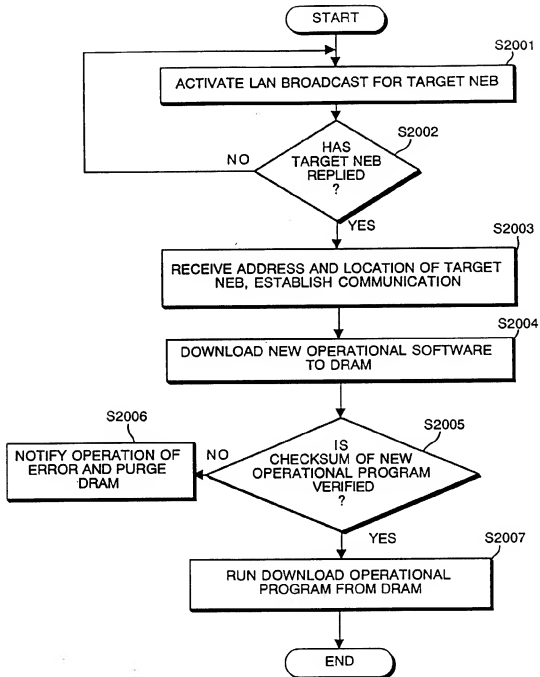 START
S2001
ACTIVATE LAN BROADCAST FOR TARGET NEB
S2002
HAS
TARGET NEB
REPLIED
?
NO
YES
S2003
RECEIVE ADDRESS AND LOCATION OF TARGET
NEB, ESTABLISH COMMUNICATION
S2004
DOWNLOAD NEW OPERATIONAL SOFTWARE
TO DRAM
S2005
IS
CHECKSUM OF NEW
OPERATIONAL PROGRAM
VERIFIED
?
NO
S2006
NOTIFY OPERATION OF
ERROR AND PURGE
DRAM
YES
S2007
RUN DOWNLOAD OPERATIONAL
PROGRAM FROM DRAM
END